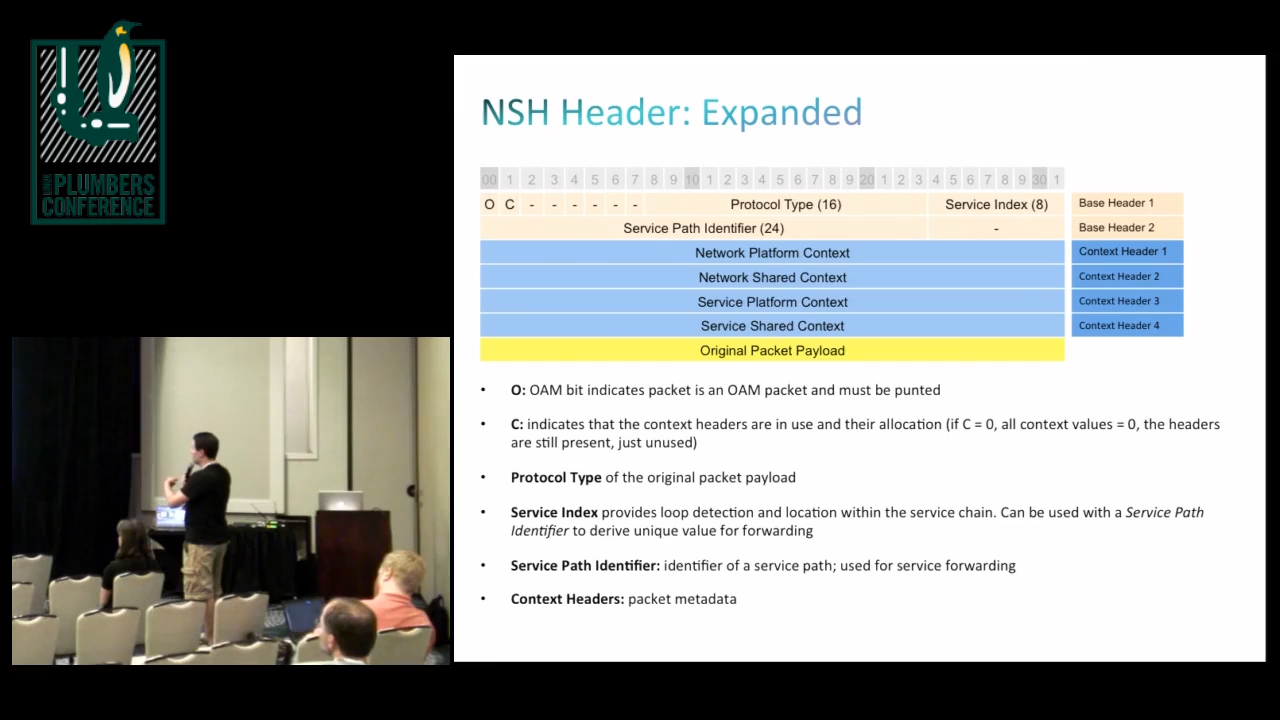 LINUX
PLUMBERS
CONFERENCE
NSH Header: Expanded
00 1 2 3 4 5 6 7 8 9 10 1 2 3 4 5 6 7 8 9 20 1 2 3 4 5 6 7 8 9 30 1
O C - - - - - - Protocol Type (16) Service Index (8) Base Header 1
Service Path Identifier (24) - Base Header 2
Network Platform Context Context Header 1
Network Shared Context Context Header 2
Service Platform Context Context Header 3
Service Shared Context Context Header 4
Original Packet Payload
• O: OAM bit indicates packet is an OAM packet and must be punted
• C: indicates that the context headers are in use and their allocation (if C = 0, all context values = 0, the headers
are still present, just unused)
• Protocol Type of the original packet payload
• Service Index provides loop detection and location within the service chain. Can be used with a Service Path
Identifier to derive unique value for forwarding
• Service Path Identifier: identifier of a service path; used for service forwarding
• Context Headers: packet metadata